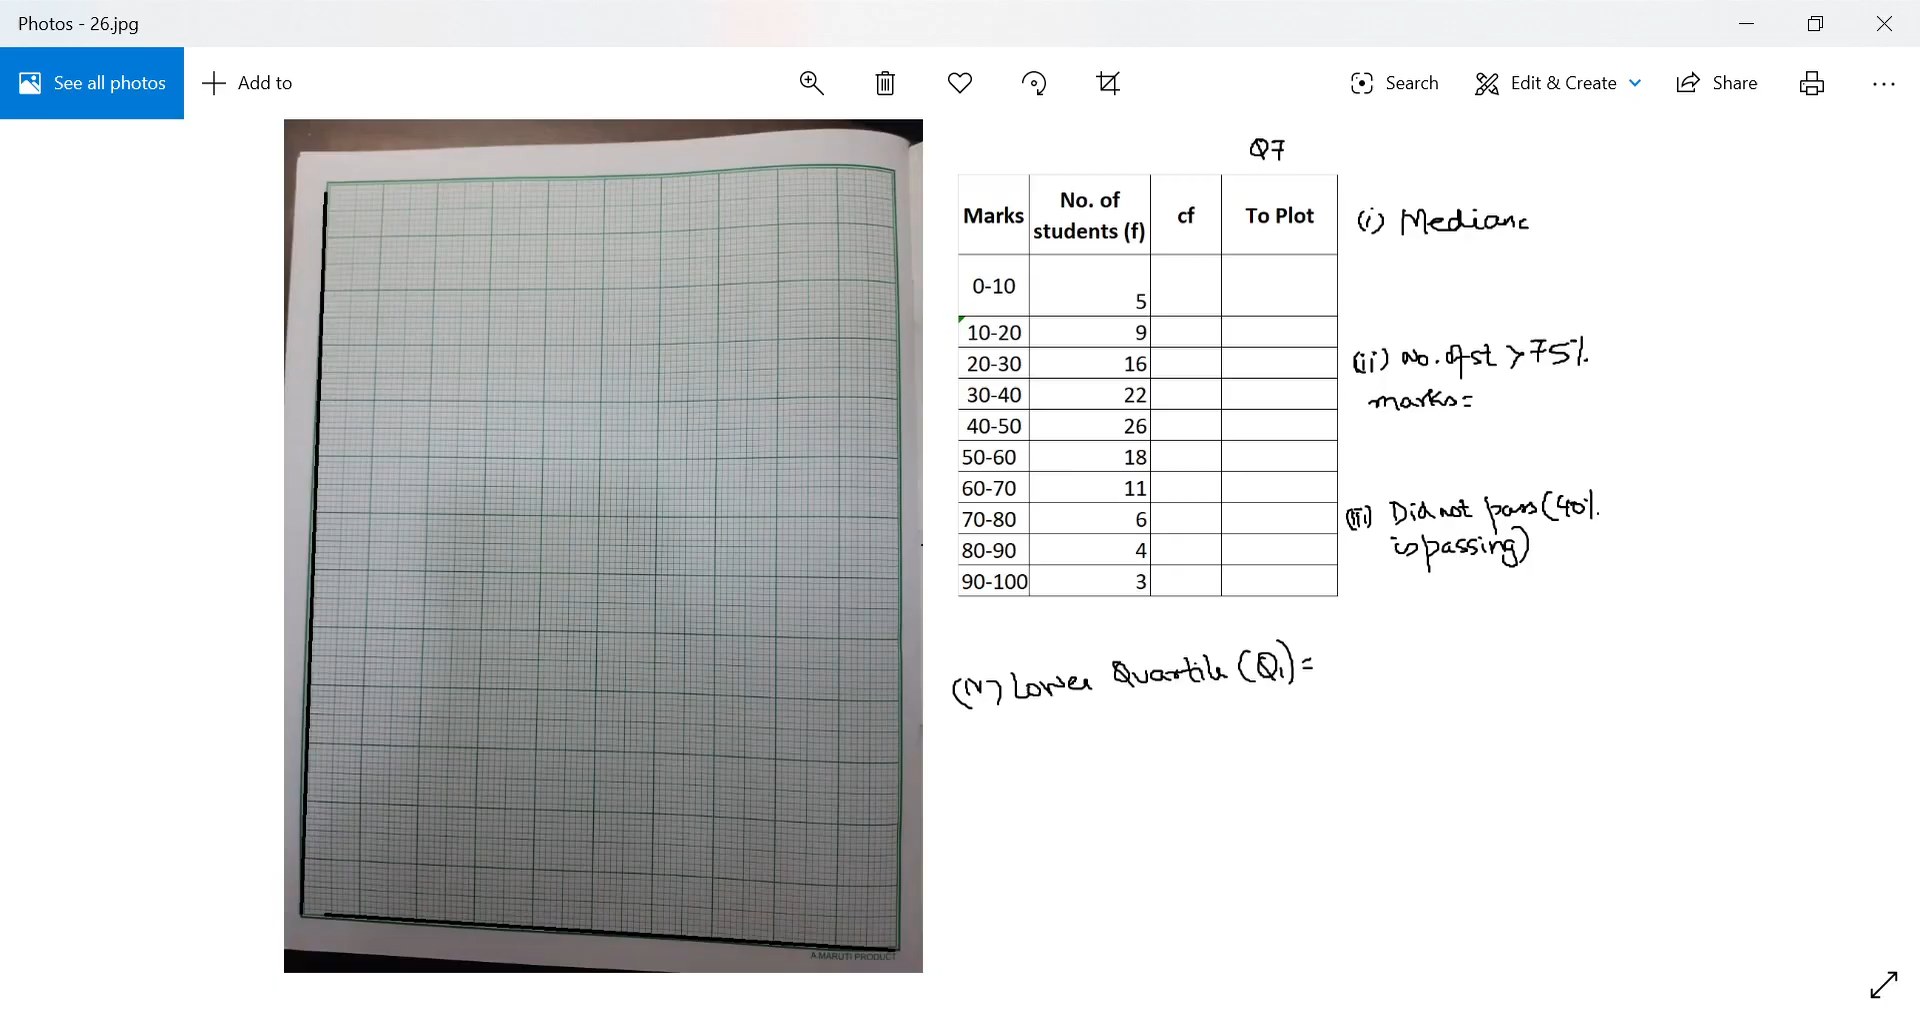 Photos - 26.jpg
See all photos
Add to
Search
Edit & Create
Share
Q7
Marks No. of students (f) cf To Plot
0-10 5
10-20 9
20-30 16
30-40 22
40-50 26
50-60 18
60-70 11
70-80 6
80-90 4
90-100 3
(i) Median=
(ii) No. of st > 75%
marks=
(iii) Did not pass (40%
is passing)
(iv) Lower Quartile (Q1) =
A MARUTI PRODUCT